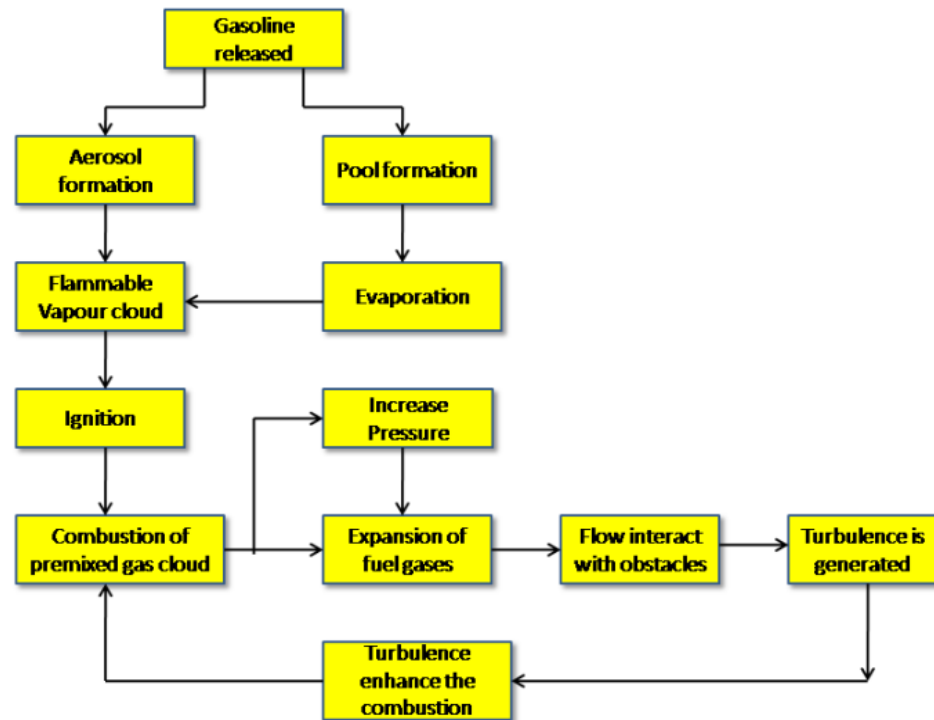 Gasoline
released
Aerosol
formation
Pool formation
Flammable
Vapour cloud
Evaporation
Ignition
Increase
Pressure
Combustion of
premixed gas cloud
Expansion of
fuel gases
Flow interact
with obstacles
Turbulence is
generated
Turbulence
enhance the
combustion